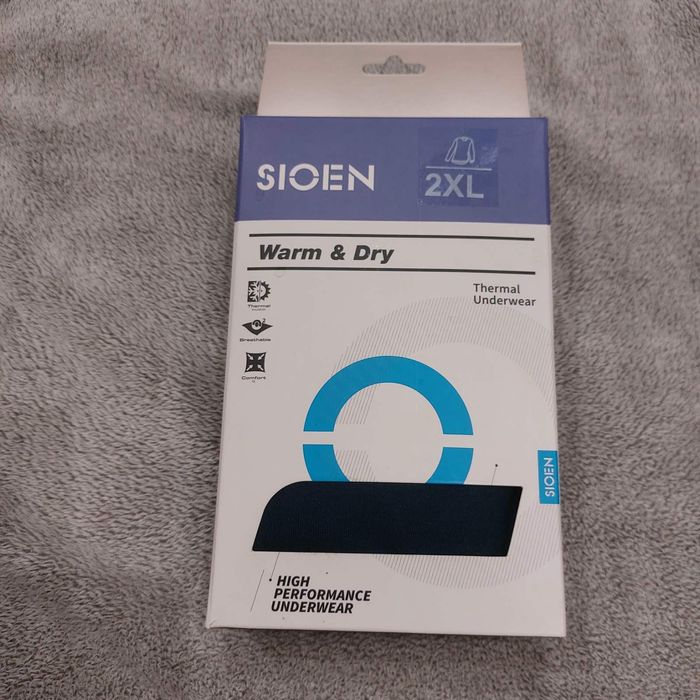 SIOEN
2XL
Warm & Dry
Thermal
Underwear
Thermal
Breathable
Comfort
SIOEN
HIGH
PERFORMANCE
UNDERWEAR